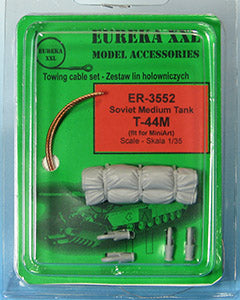 EUREKA XXL
MODEL ACCESSORIES
EUREKA
XXL
Towing cable set - Zestaw lin holowniczych
ER-3552
Soviet Medium Tank
T-44M
(fit for MiniArt)
Scale - Skala 1/35